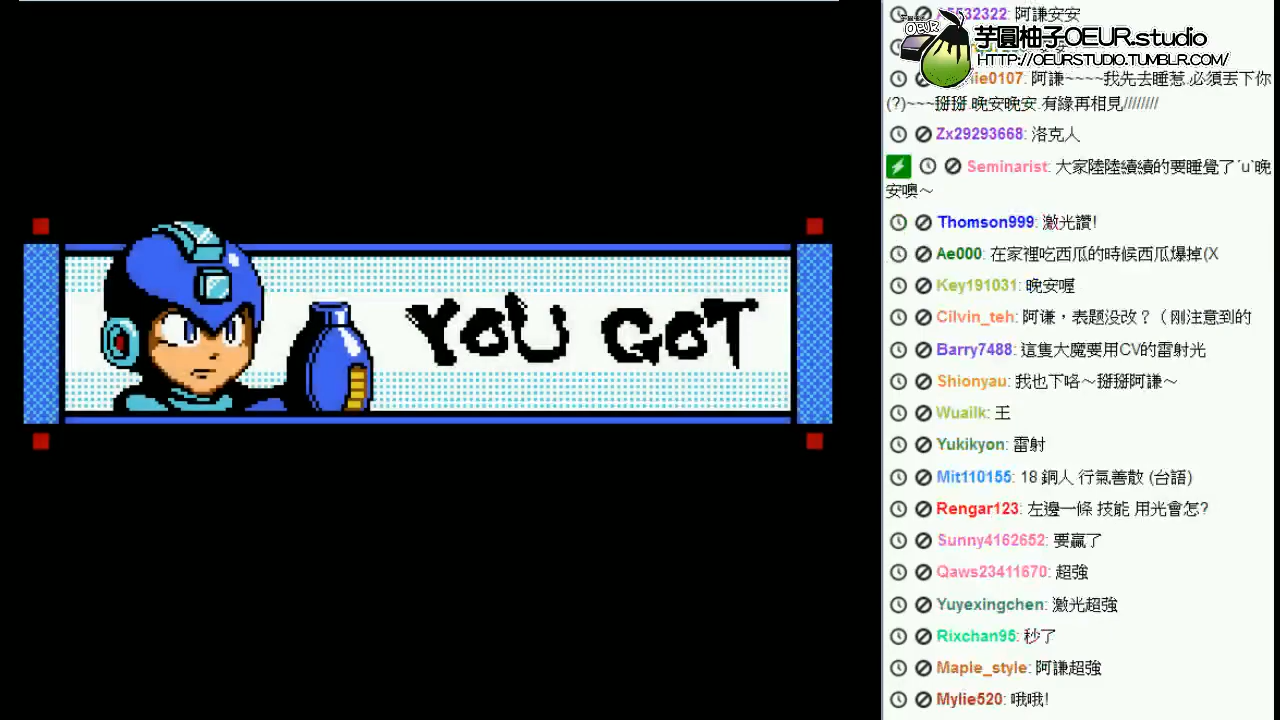 A5532322: 阿謙安安
OEUR
芋圓柚子OEUR.studio
HTTP://OEURSTUDIO.TUMBLR.COM/
ie0107: 阿謙~~~~我先去睡惹.必須丟下你
(?)~~~掰掰.晚安晚安.有緣再相見////////
Zx29293668: 洛克人
Seminarist: 大家陸陸續續的要睡覺了´u`晚
安噢～
Thomson999: 激光讚!
Ae000: 在家裡吃西瓜的時候西瓜爆掉(X
Key191031: 晚安喔
Cilvin_teh: 阿谦，表题没改？（刚注意到的
Barry7488: 這隻大魔要用CV的雷射光
Shionyau: 我也下咯～掰掰阿謙～
Wuailk: 王
Yukikyon: 雷射
Mit110155: 18 銅人 行氣善散 (台語)
Rengar123: 左邊一條 技能 用光會怎?
Sunny4162652: 要贏了
Qaws23411670: 超強
Yuyexingchen: 激光超強
Rixchan95: 秒了
Maple_style: 阿謙超強
Mylie520: 哦哦!
YOU GOT